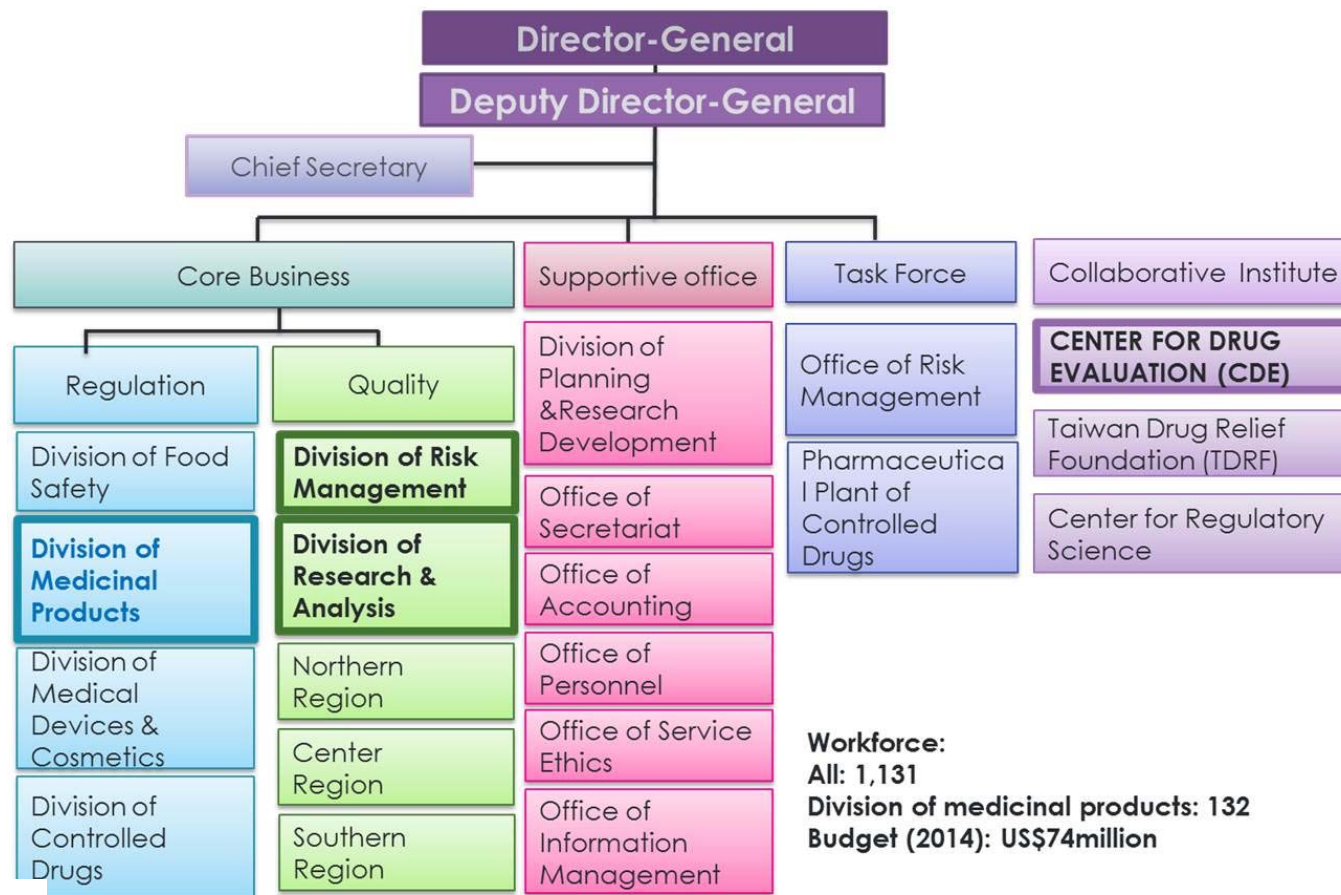 Director-General
Deputy Director-General
Chief Secretary
Core Business
Regulation
Division of Food
Safety
Division of
Medicinal
Products
Division of
Medical
Devices &
Cosmetics
Division of
Controlled
Drugs
Quality
Division of Risk
Management
Division of
Research &
Analysis
Northern
Region
Center
Region
Southern
Region
Supportive office
Division of
Planning
&Research
Development
Office of
Secretariat
Office of
Accounting
Office of
Personnel
Office of Service
Ethics
Office of
Information
Management
Task Force
Office of Risk
Management
Pharmaceutica
l Plant of
Controlled
Drugs
Collaborative Institute
CENTER FOR DRUG
EVALUATION (CDE)
Taiwan Drug Relief
Foundation (TDRF)
Center for Regulatory
Science
Workforce:
All: 1,131
Division of medicinal products: 132
Budget (2014): US$74million